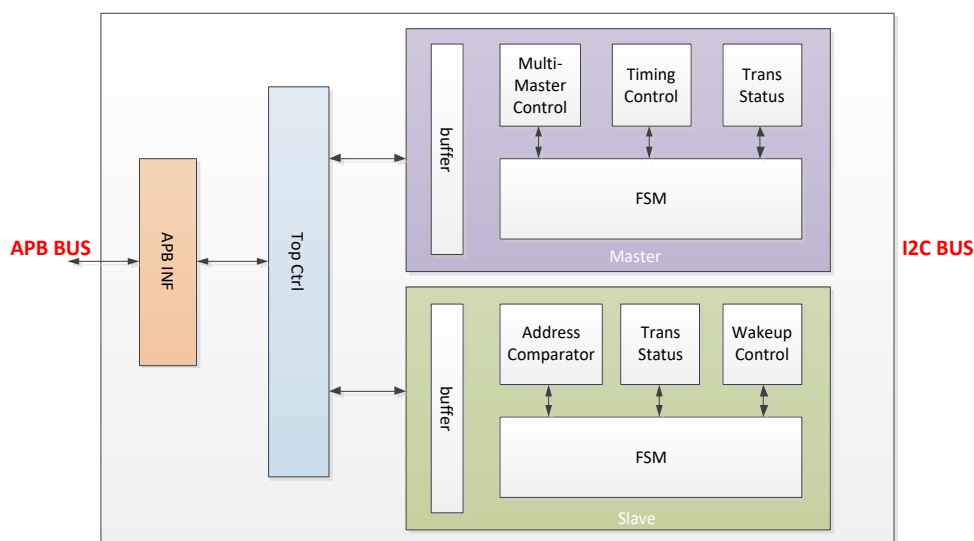 APB BUS
APB INF
Top Ctrl
buffer
Multi-
Master
Control
Timing
Control
Trans
Status
FSM
Master
I2C BUS
buffer
Address
Comparator
Trans
Status
Wakeup
Control
FSM
Slave